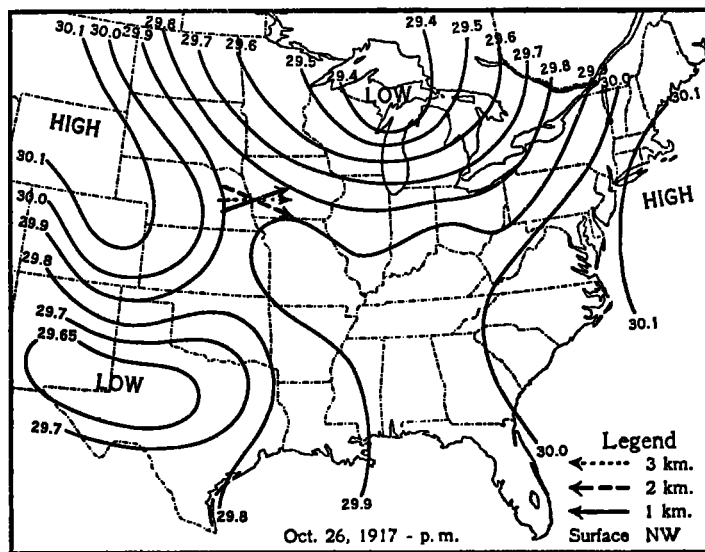 30.1 30.0 29.9 29.8 29.7 29.6 29.5 29.4 29.4 29.5 29.6 29.7 29.8 30.0 30.1
LOW
HIGH
30.1
30.0
29.9
29.8
29.7
29.65
LOW
29.7
29.8
29.9
30.0
HIGH
30.1
Legend
3 km.
2 km.
1 km.
Surface NW
Oct. 26, 1917 - p.m.